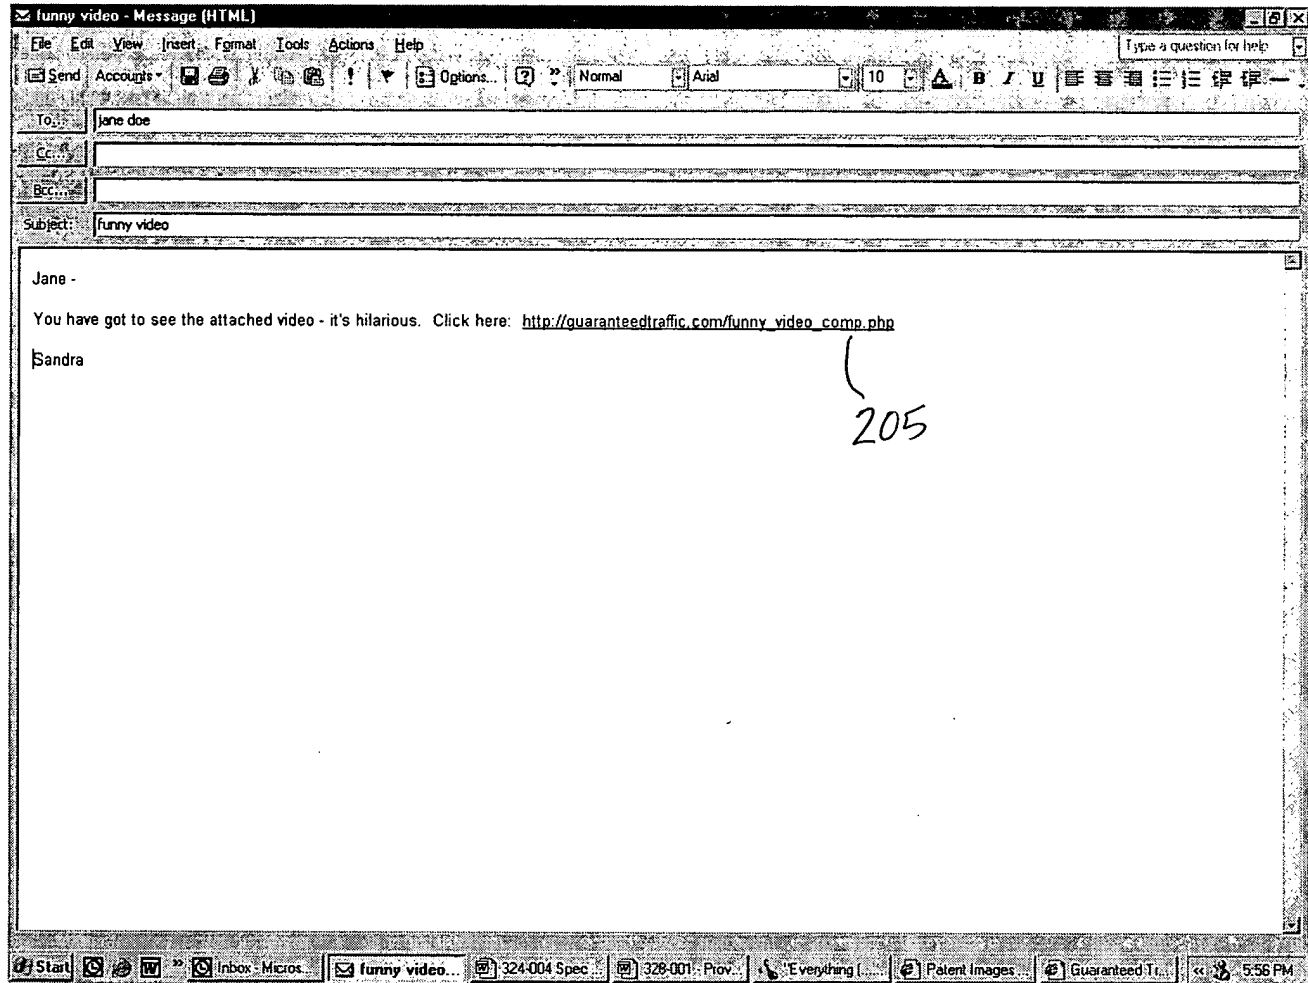 funny video - Message (HTML)
File Edit View Insert Format Tools Actions Help Type a question for help
Send Accounts Options... Normal Arial 10 A B I U
To... jane doe
Cc...
Bcc...
Subject: funny video
Jane -
You have got to see the attached video - it's hilarious. Click here: http://guaranteedtraffic.com/funny_video_comp.php
Sandra
205
Start Inbox - Micros... funny video... 324-004 Spec ... 328-001 - Prov... "Everything (... Patent Images... Guaranteed Tr... 5:56 PM